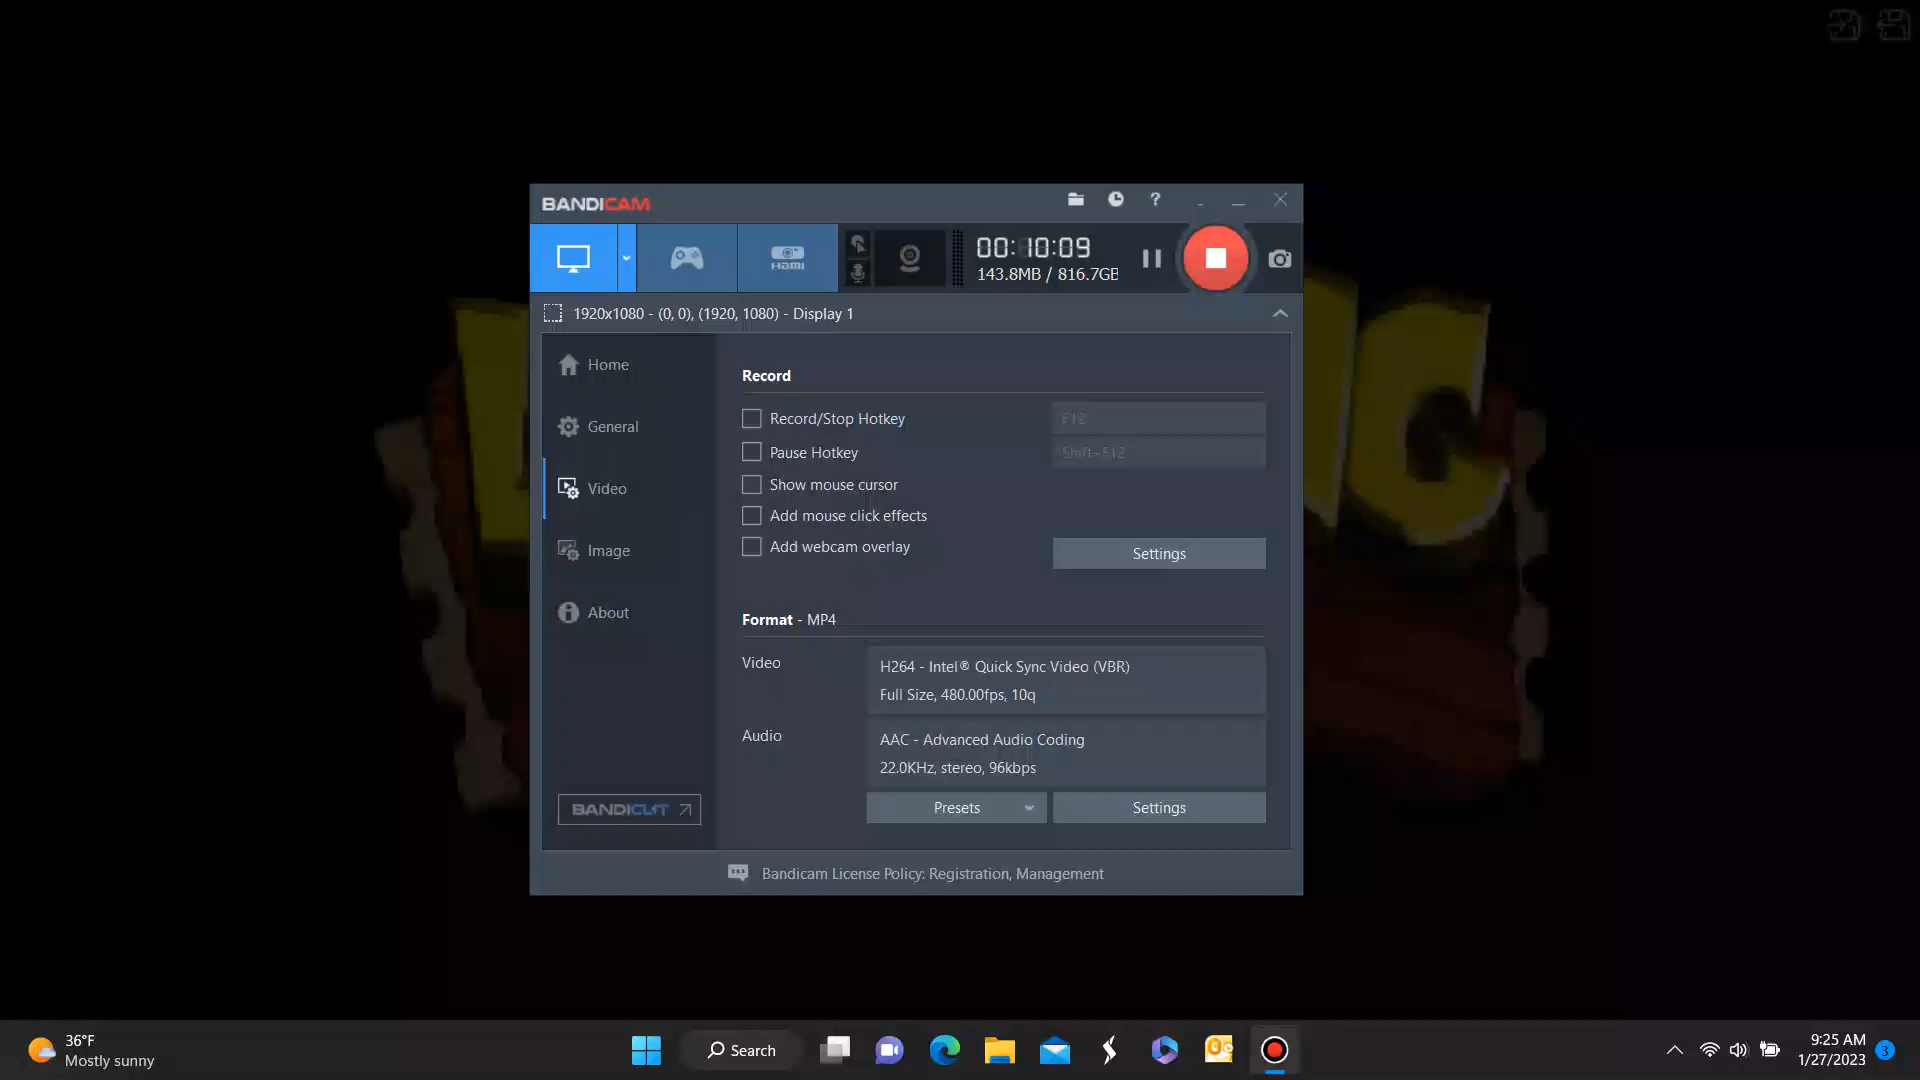 BANDICAM
?
HDMI
00:10:09
143.8MB / 816.7GB
1920x1080 - (0, 0), (1920, 1080) - Display 1
Home
General
Video
Image
About
BANDICUT
Record
Record/Stop Hotkey
F12
Pause Hotkey
Shift+F12
Show mouse cursor
Add mouse click effects
Add webcam overlay
Settings
Format - MP4
Video
H264 - Intel® Quick Sync Video (VBR)
Full Size, 480.00fps, 10q
Audio
AAC - Advanced Audio Coding
22.0KHz, stereo, 96kbps
Presets
Settings
Bandicam License Policy: Registration, Management
36°F
Mostly sunny
Search
9:25 AM
1/27/2023
3